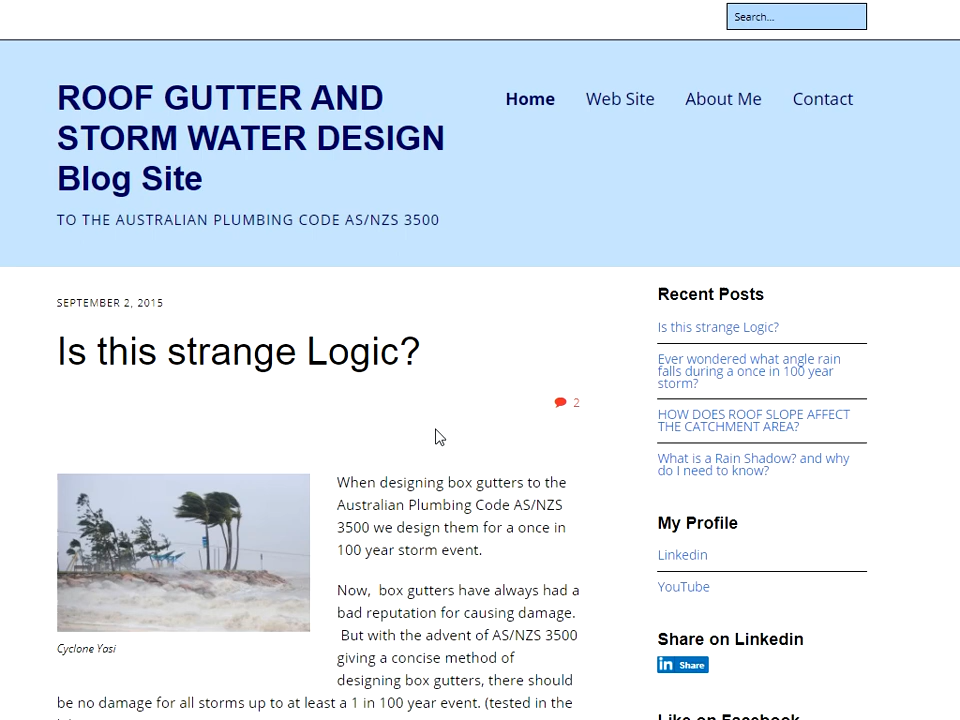 Search...
ROOF GUTTER AND
STORM WATER DESIGN
Blog Site
TO THE AUSTRALIAN PLUMBING CODE AS/NZS 3500
Home Web Site About Me Contact
SEPTEMBER 2, 2015
Is this strange Logic?
2
When designing box gutters to the
Australian Plumbing Code AS/NZS
3500 we design them for a once in
100 year storm event.
Now, box gutters have always had a
bad reputation for causing damage.
But with the advent of AS/NZS 3500
giving a concise method of
designing box gutters, there should
be no damage for all storms up to at least a 1 in 100 year event. (tested in the
Cyclone Yasi
Recent Posts
Is this strange Logic?
Ever wondered what angle rain
falls during a once in 100 year
storm?
HOW DOES ROOF SLOPE AFFECT
THE CATCHMENT AREA?
What is a Rain Shadow? and why
do I need to know?
My Profile
Linkedin
YouTube
Share on Linkedin
in Share
Like on Facebook